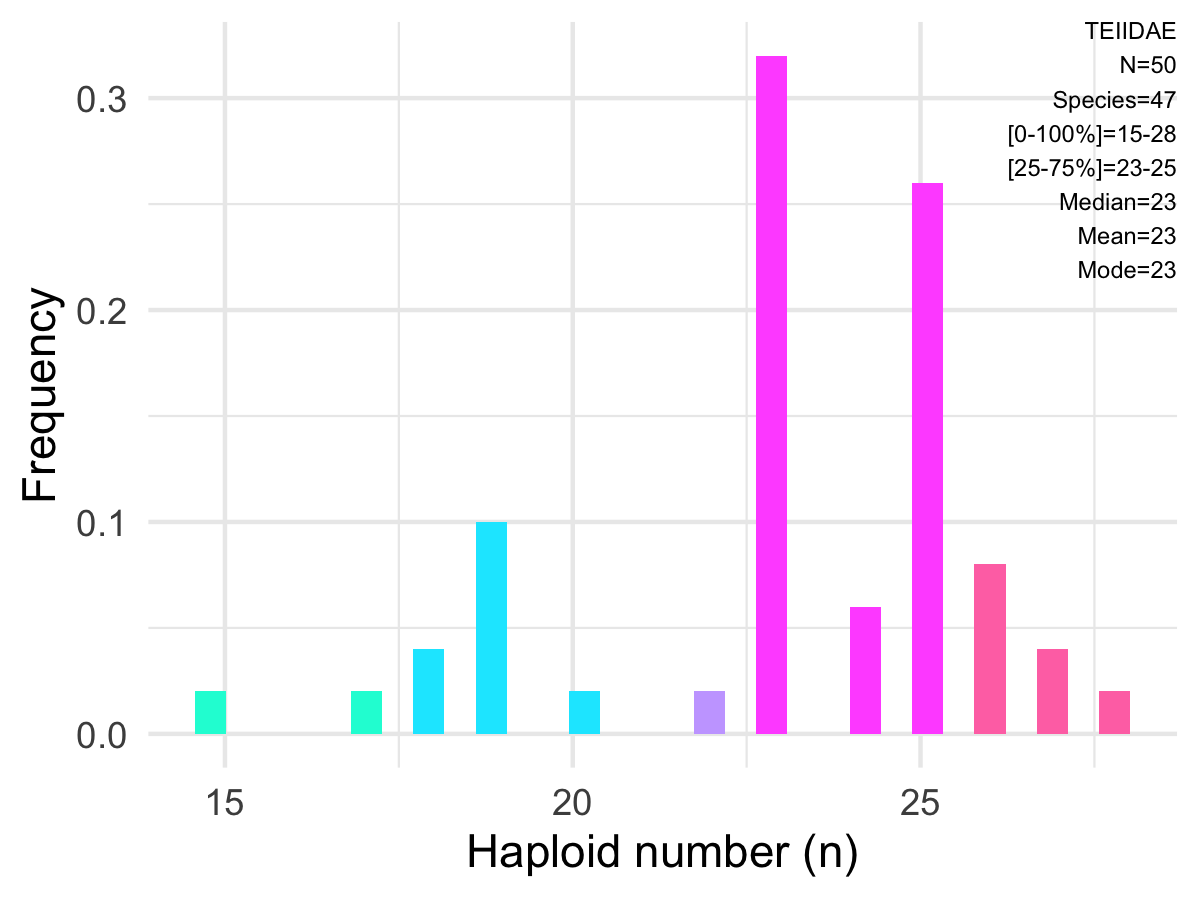 TEIIDAE
N=50
Species=47
[0-100%]=15-28
[25-75%]=23-25
Median=23
Mean=23
Mode=23
0.3
0.2
0.1
0.0
Frequency
15 20 25
Haploid number (n)